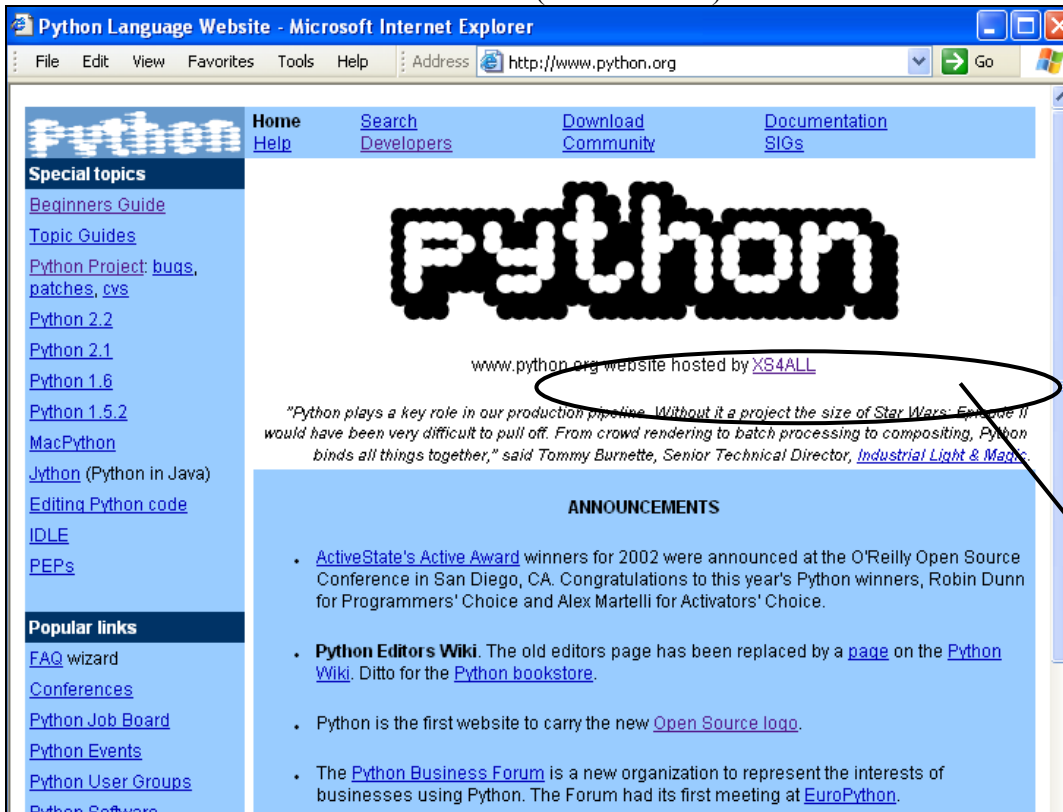 Python Language Website - Microsoft Internet Explorer
File Edit View Favorites Tools Help Address http://www.python.org Go
python
Home Search Download Documentation
Help Developers Community SIGs
Special topics
Beginners Guide
Topic Guides
Python Project: bugs,
patches, cvs
Python 2.2
Python 2.1
Python 1.6
Python 1.5.2
MacPython
Jython (Python in Java)
Editing Python code
IDLE
PEPs
Popular links
FAQ wizard
Conferences
Python Job Board
Python Events
Python User Groups
Python Software
python
www.python.org website hosted by XS4ALL
"Python plays a key role in our production pipeline. Without it a project the size of Star Wars: Episode II
would have been very difficult to pull off. From crowd rendering to batch processing to compositing, Python
binds all things together," said Tommy Burnette, Senior Technical Director, Industrial Light & Magic.
ANNOUNCEMENTS
• ActiveState's Active Award winners for 2002 were announced at the O'Reilly Open Source
Conference in San Diego, CA. Congratulations to this year's Python winners, Robin Dunn
for Programmers' Choice and Alex Martelli for Activators' Choice.
• Python Editors Wiki. The old editors page has been replaced by a page on the Python
Wiki. Ditto for the Python bookstore.
• Python is the first website to carry the new Open Source logo.
• The Python Business Forum is a new organization to represent the interests of
businesses using Python. The Forum had its first meeting at EuroPython.